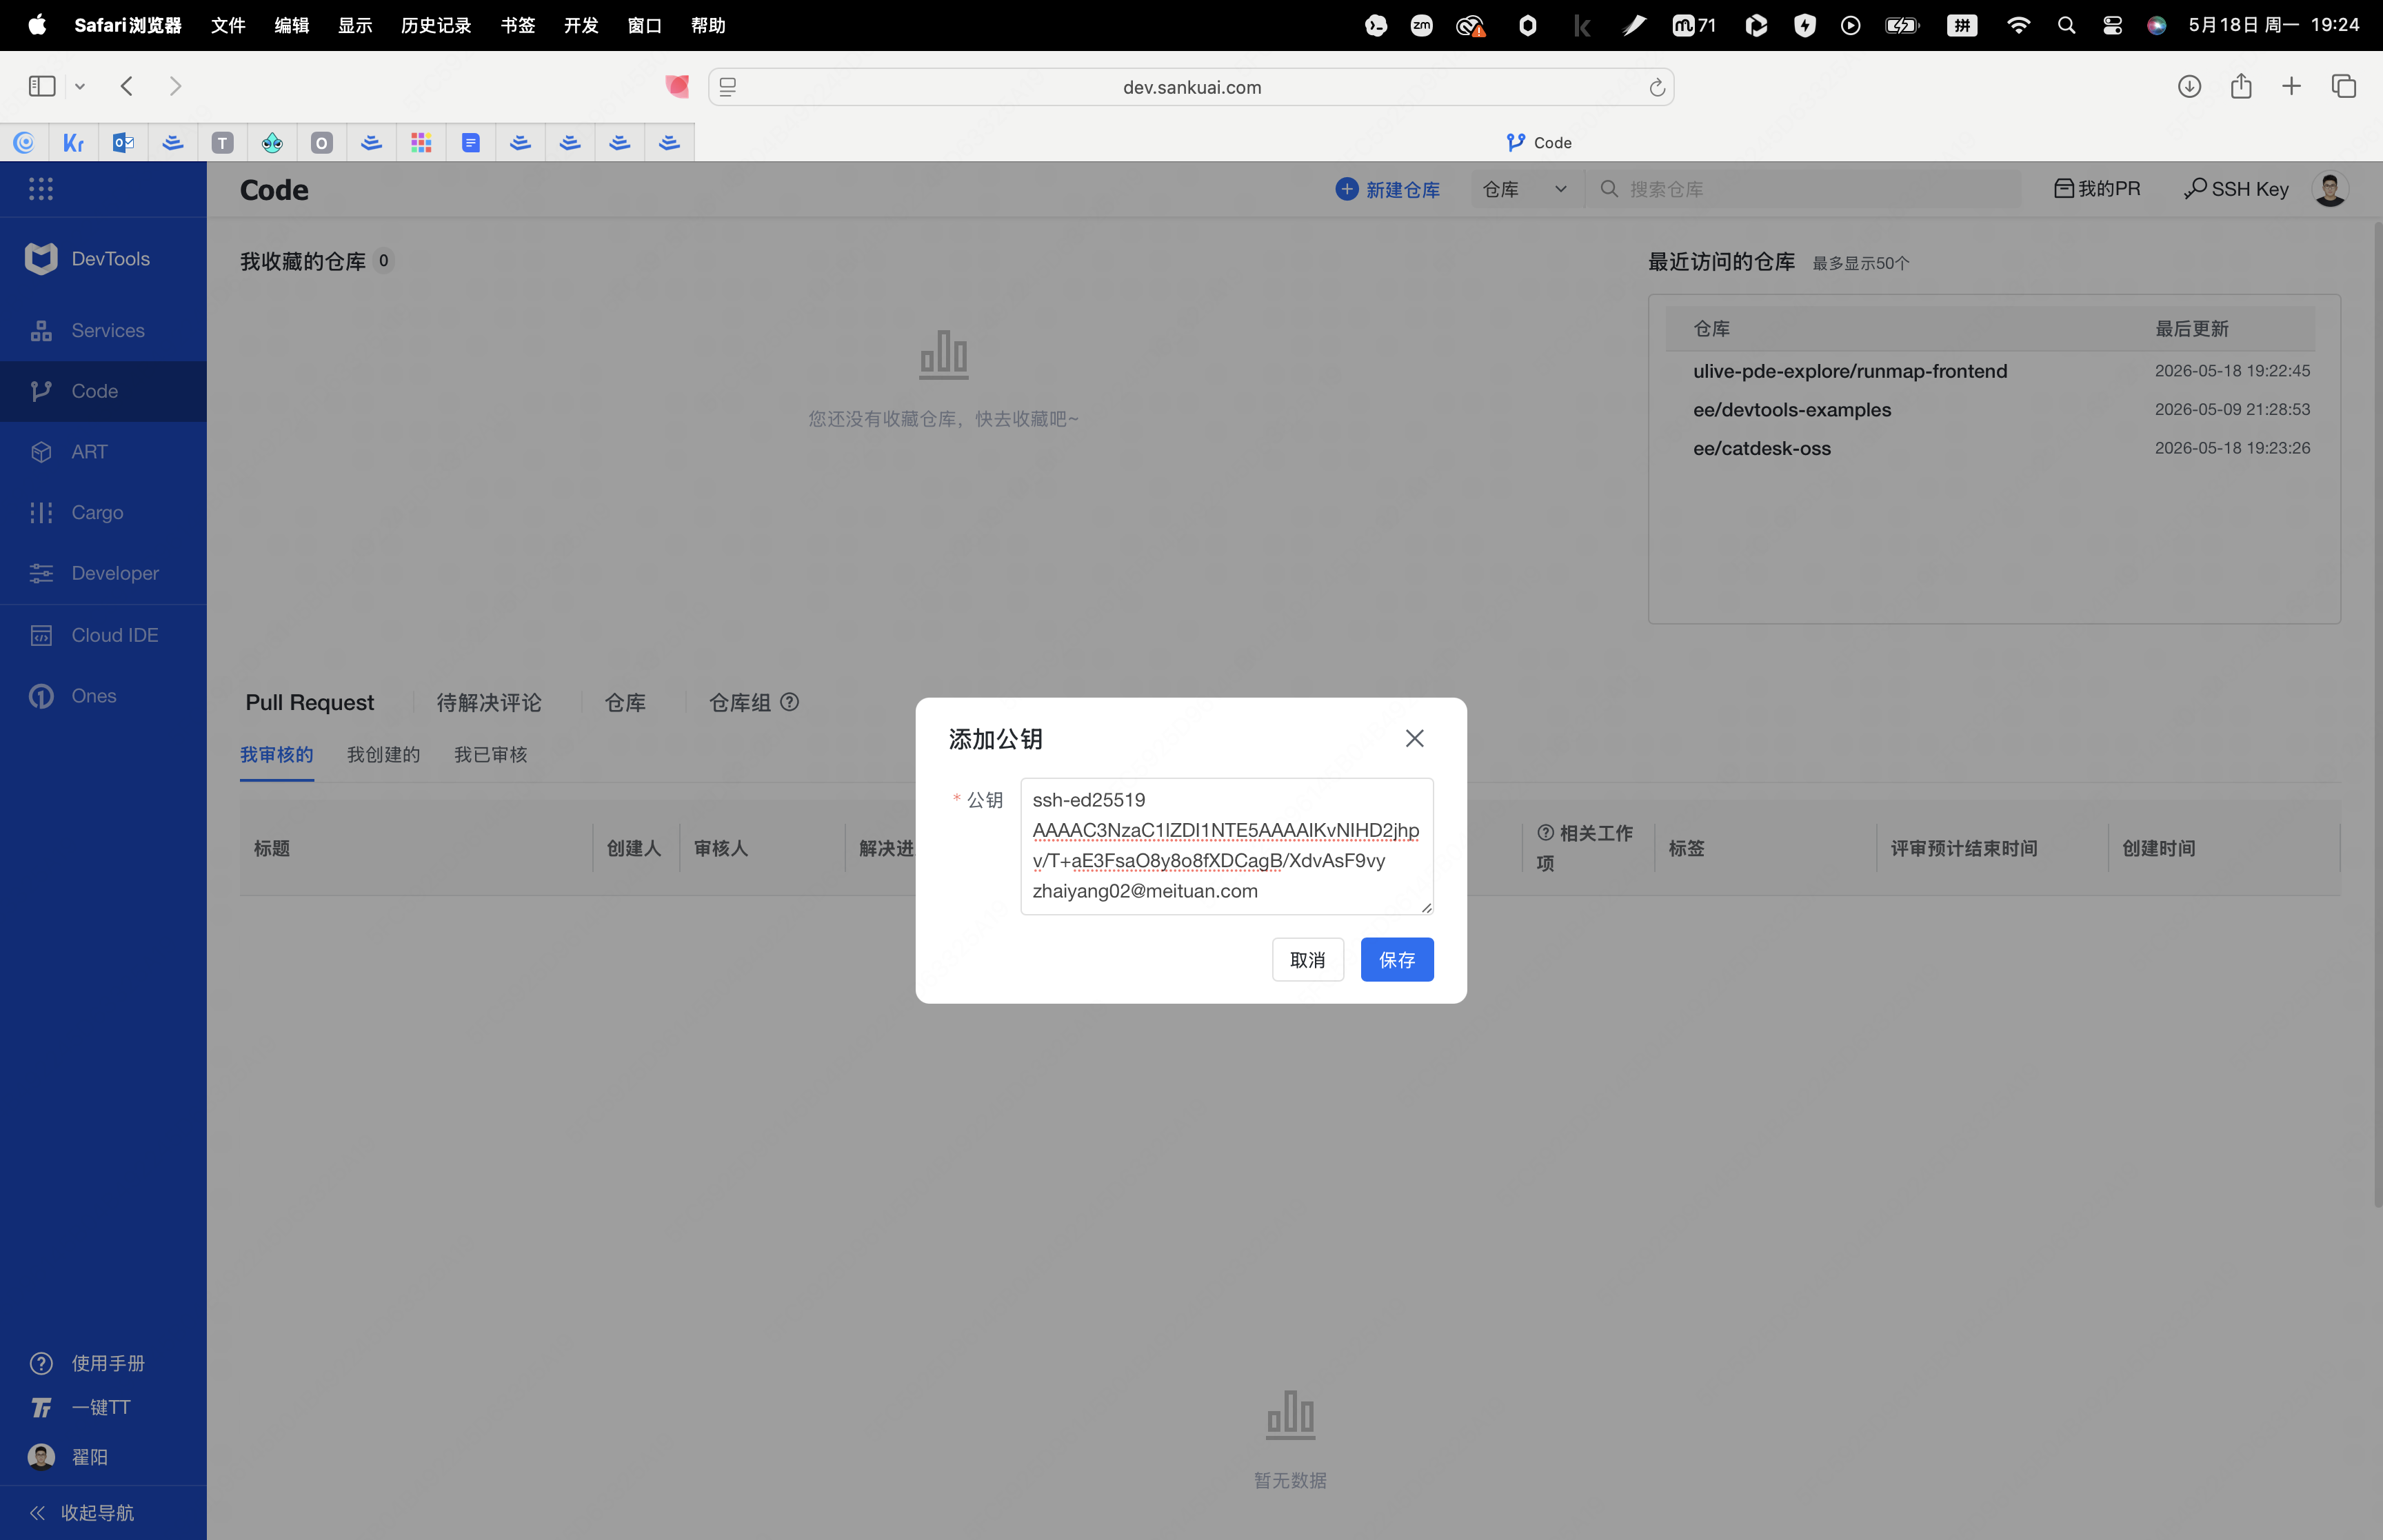 Safari浏览器 文件 编辑 显示 历史记录 书签 开发 窗口 帮助
zm
71
拼
5月18日 周一 19:24
dev.sankuai.com
Kr
T
O
Code
Code
新建仓库
仓库
搜索仓库
我的PR
SSH Key
DevTools
Services
Code
ART
Cargo
Developer
Cloud IDE
Ones
我收藏的仓库 0
您还没有收藏仓库，快去收藏吧~
最近访问的仓库 最多显示50个
仓库 最后更新
ulive-pde-explore/runmap-frontend 2026-05-18 19:22:45
ee/devtools-examples 2026-05-09 21:28:53
ee/catdesk-oss 2026-05-18 19:23:26
Pull Request 待解决评论 仓库 仓库组
我审核的 我创建的 我已审核
标题 创建人 审核人 解决进
相关工作
项
标签 评审预计结束时间 创建时间
添加公钥
* 公钥
ssh-ed25519
AAAAC3NzaC1lZDI1NTE5AAAAIKvNIHD2jhp
v/T+aE3FsaO8y8o8fXDCagB/XdvAsF9vy
zhaiyang02@meituan.com
取消 保存
暂无数据
使用手册
一键TT
翟阳
收起导航